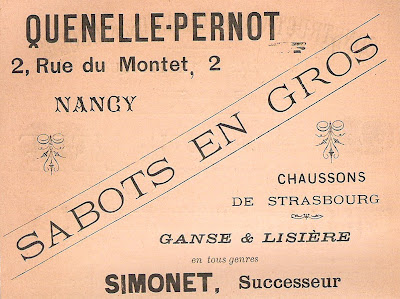 QUENELLE-PERNOT
2, Rue du Montet, 2
NANCY
SABOTS EN GROS
CHAUSSONS
DE STRASBOURG
GANSE & LISIÈRE
en tous genres
SIMONET, Successeur